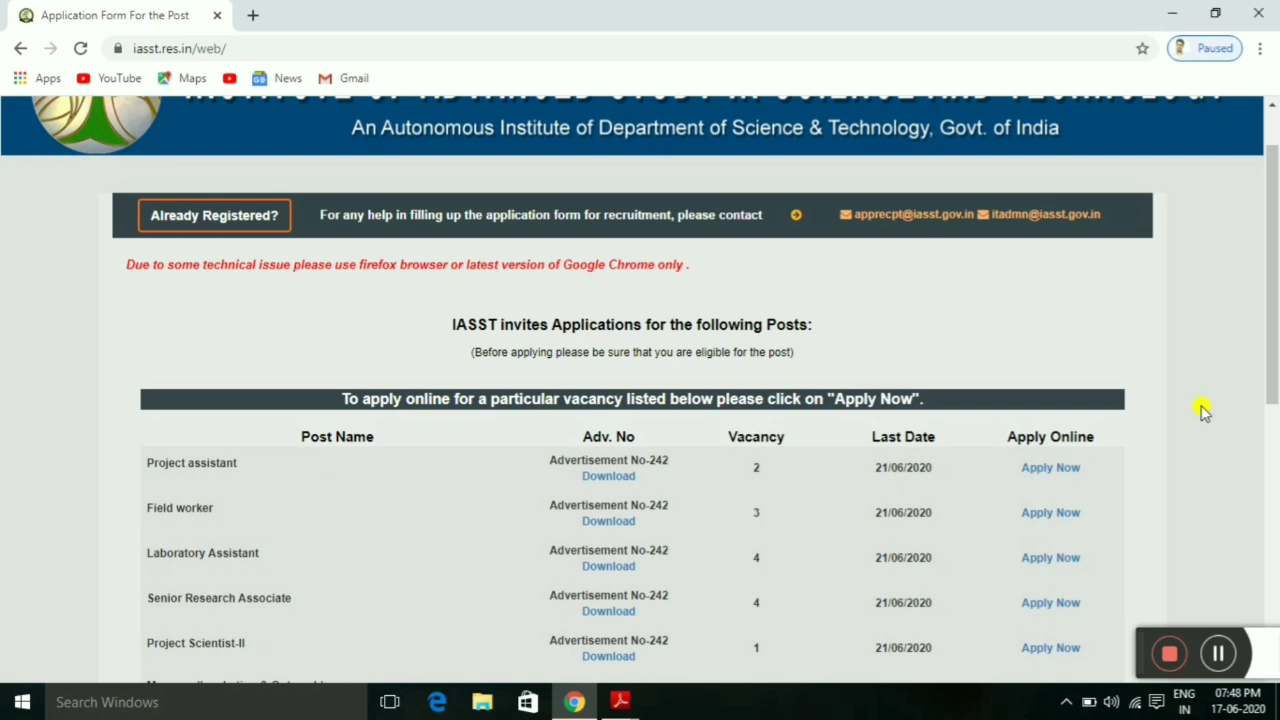 Application Form For the Post
iasst.res.in/web/
Paused
Apps YouTube Maps News Gmail
INSTITUTE OF ADVANCED STUDY IN SCIENCE AND TECHNOLOGY
An Autonomous Institute of Department of Science & Technology, Govt. of India
Already Registered? For any help in filling up the application form for recruitment, please contact apprecpt@iasst.gov.in itadmn@iasst.gov.in
Due to some technical issue please use firefox browser or latest version of Google Chrome only .
IASST invites Applications for the following Posts:
(Before applying please be sure that you are eligible for the post)
To apply online for a particular vacancy listed below please click on "Apply Now".
Post Name Adv. No Vacancy Last Date Apply Online
Project assistant Advertisement No-242 2 21/06/2020 Apply Now
Download
Field worker Advertisement No-242 3 21/06/2020 Apply Now
Download
Laboratory Assistant Advertisement No-242 4 21/06/2020 Apply Now
Download
Senior Research Associate Advertisement No-242 4 21/06/2020 Apply Now
Download
Project Scientist-II Advertisement No-242 1 21/06/2020 Apply Now
Download
Search Windows
ENG 07:48 PM
IN 17-06-2020